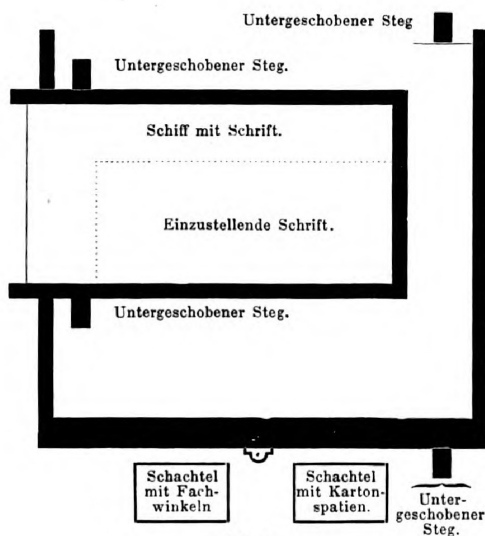 Untergeschobener Steg
Untergeschobener Steg.
Schiff mit Schrift.
Einzustellende Schrift.
Untergeschobener Steg.
Schachtel
mit Fach-
winkeln
Schachtel
mit Karton-
spatien.
Unter-
geschobener
Steg.